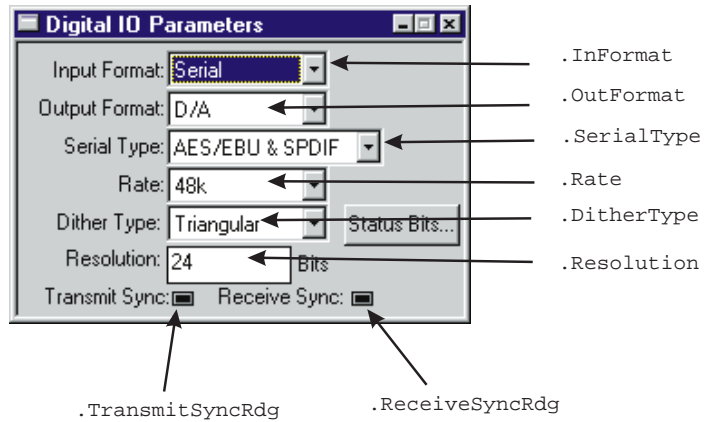 Digital IO Parameters
Input Format: Serial .InFormat
Output Format: D/A .OutFormat
Serial Type: AES/EBU & SPDIF .SerialType
Rate: 48k .Rate
Dither Type: Triangular Status Bits... .DitherType
Resolution: 24 Bits .Resolution
Transmit Sync: Receive Sync:
.TransmitSyncRdg .ReceiveSyncRdg